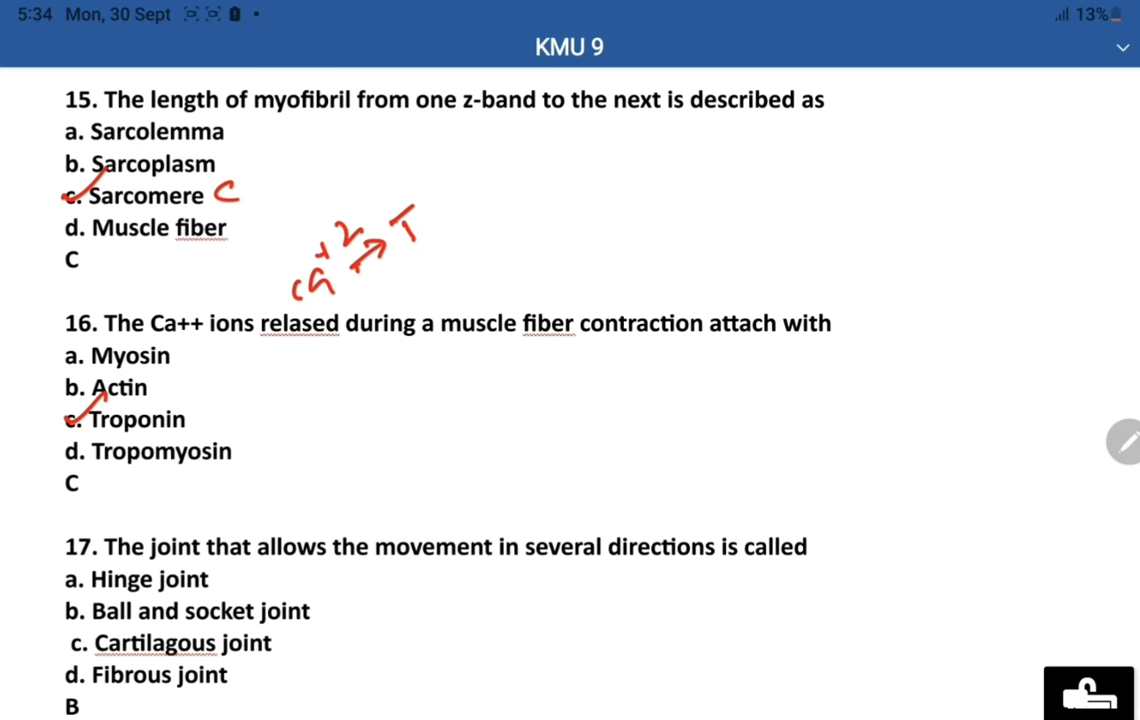 5:34 Mon, 30 Sept
13%
KMU 9
15. The length of myofibril from one z-band to the next is described as
a. Sarcolemma
b. Sarcoplasm
c. Sarcomere C
d. Muscle fiber
C
Ca+2 → T
16. The Ca++ ions relased during a muscle fiber contraction attach with
a. Myosin
b. Actin
c. Troponin
d. Tropomyosin
C
17. The joint that allows the movement in several directions is called
a. Hinge joint
b. Ball and socket joint
c. Cartilagous joint
d. Fibrous joint
B